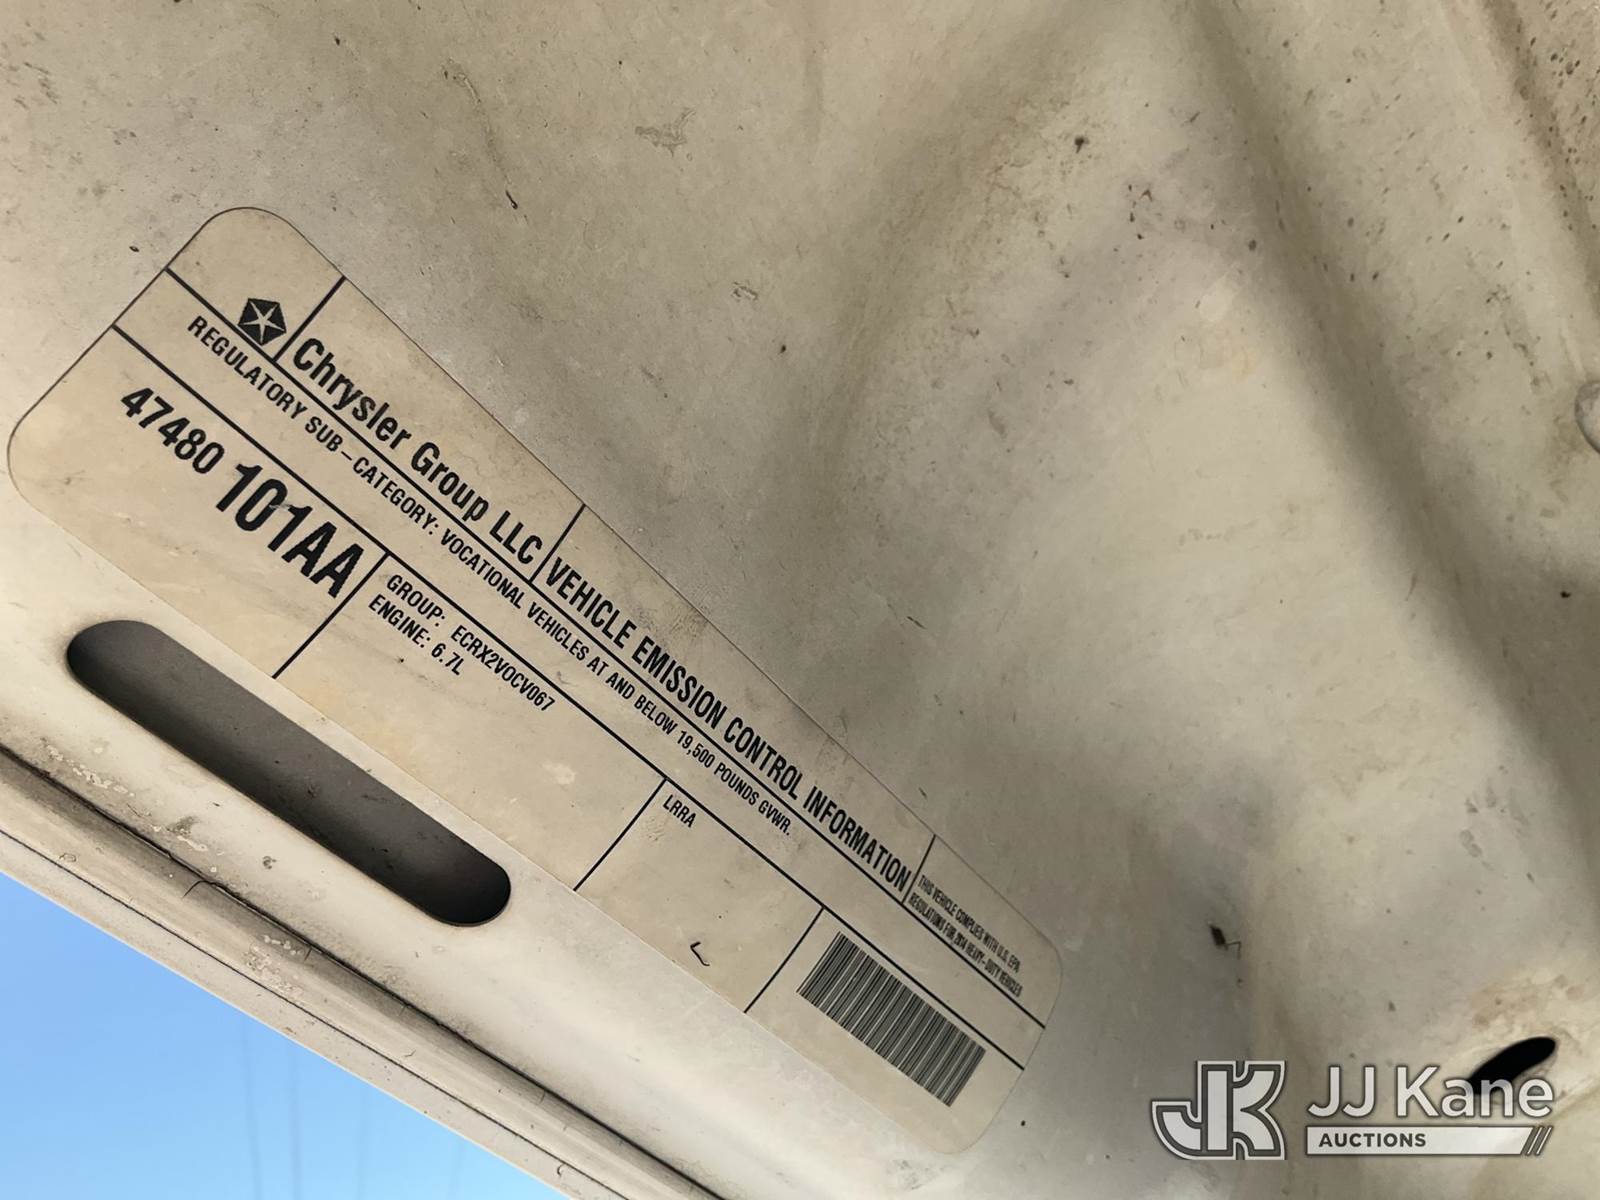 Chrysler Group LLC
VEHICLE EMISSION CONTROL INFORMATION
THIS VEHICLE COMPLIES WITH U.S. EPA
REGULATIONS FOR 2014 HEAVY-DUTY VEHICLES
REGULATORY SUB-CATEGORY: VOCATIONAL VEHICLES AT AND BELOW 19,500 POUNDS GVWR.
47480 101AA
GROUP: ECRX2VOCV067
ENGINE: 6.7L
LRRA
JK JJ Kane
AUCTIONS